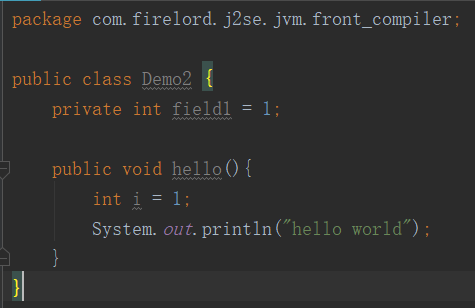 package com.firelord.j2se.jvm.front_compiler;
public class Demo2 {
private int field1 = 1;
public void hello(){
int i = 1;
System.out.println("hello world");
}
}